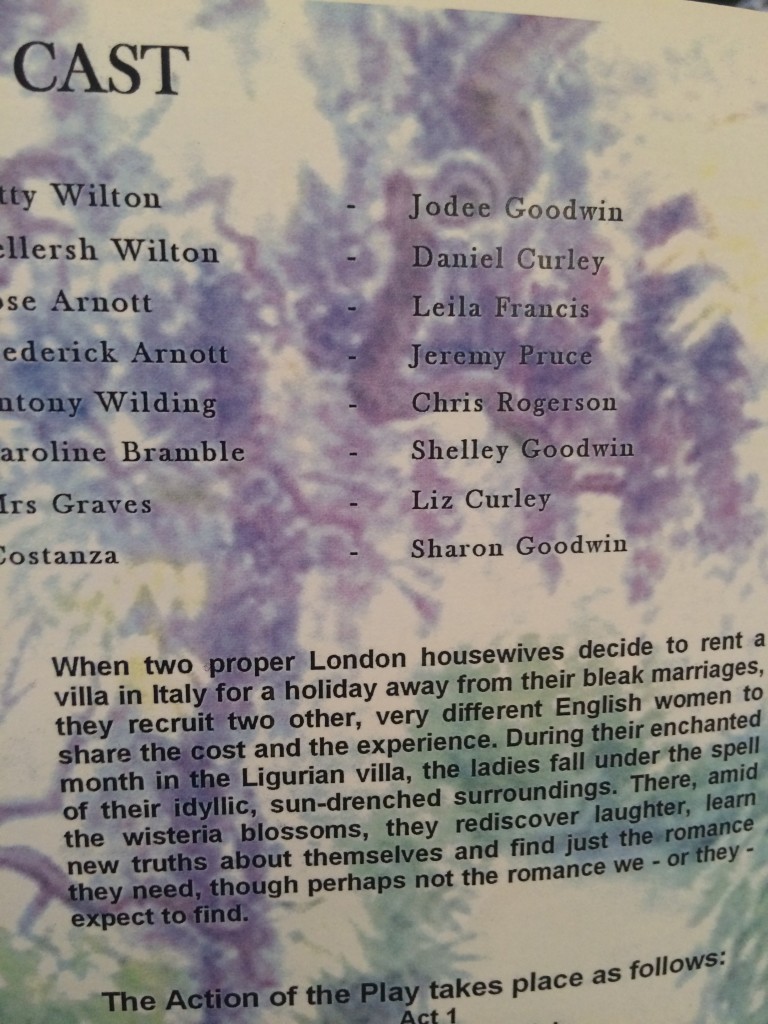 CAST
tty Wilton - Jodee Goodwin
ellersh Wilton - Daniel Curley
ose Arnott - Leila Francis
ederick Arnott - Jeremy Pruce
ntony Wilding - Chris Rogerson
aroline Bramble - Shelley Goodwin
Mrs Graves - Liz Curley
Costanza - Sharon Goodwin
When two proper London housewives decide to rent a
villa in Italy for a holiday away from their bleak marriages,
they recruit two other, very different English women to
share the cost and the experience. During their enchanted
month in the Ligurian villa, the ladies fall under the spell
of their idyllic, sun-drenched surroundings. There, amid
the wisteria blossoms, they rediscover laughter, learn
new truths about themselves and find just the romance
they need, though perhaps not the romance we - or they -
expect to find.
The Action of the Play takes place as follows:
Act 1